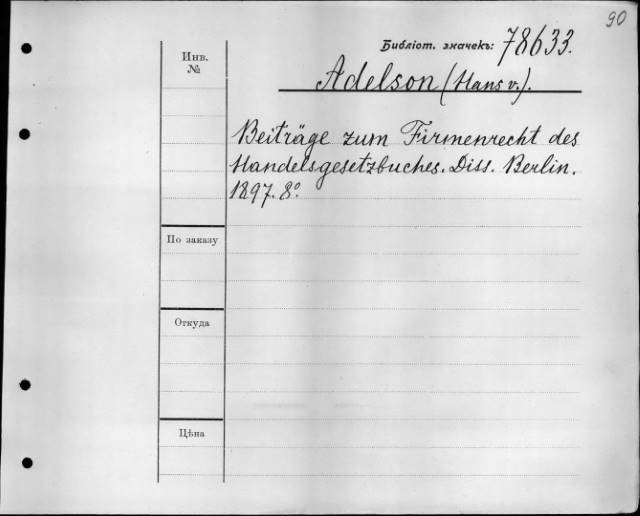 90
Библіот. значекъ: 78633.
Инв.
№
Adelson (Hans v.).
Beiträge zum Firmenrecht des
Handelsgesetzbuches. Diss. Berlin.
1897. 8º.
По заказу
Откуда
Цѣна